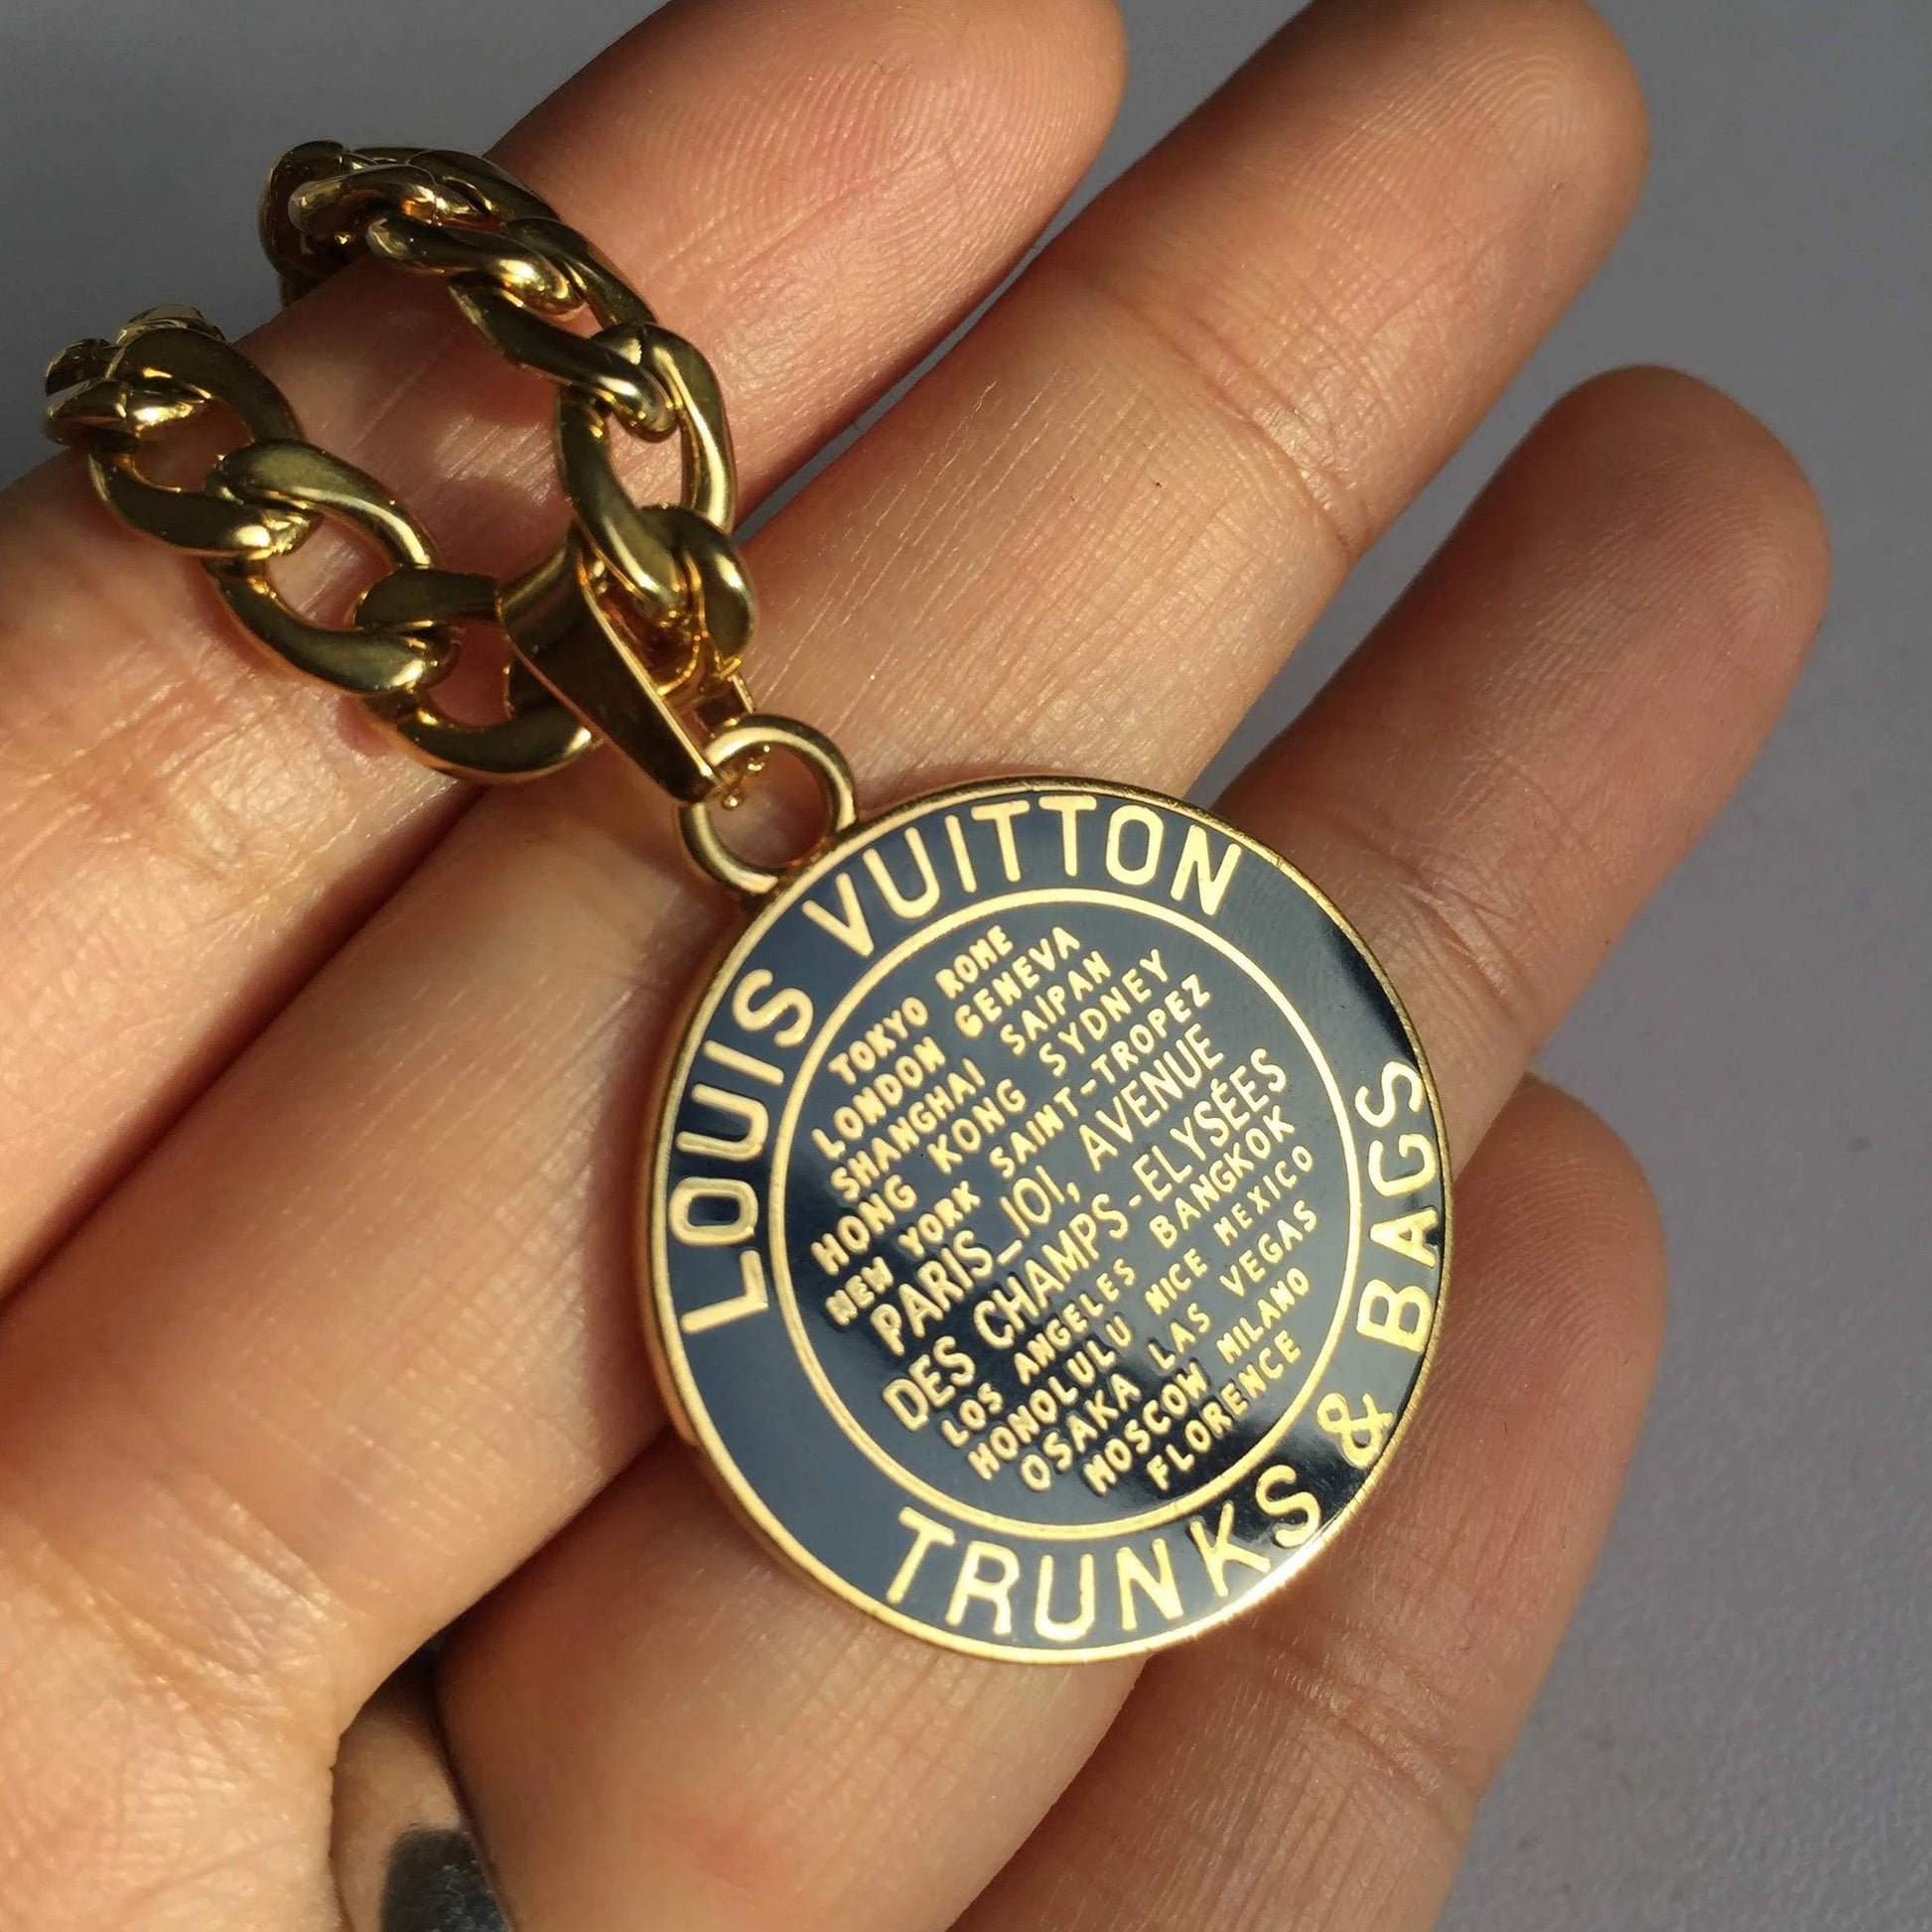 LOUIS VUITTON
TOKYO ROME
LONDON GENEVA
SHANGHAI SAIPAN
HONG KONG SYDNEY
NEW YORK SAINT-TROPEZ
PARIS_101, AVENUE
DES CHAMPS-ELYSÉES
LOS ANGELES BANGKOK
HONOLULU NICE MEXICO
OSAKA LAS VEGAS
MOSCOW MILANO
FLORENCE
TRUNKS & BAGS